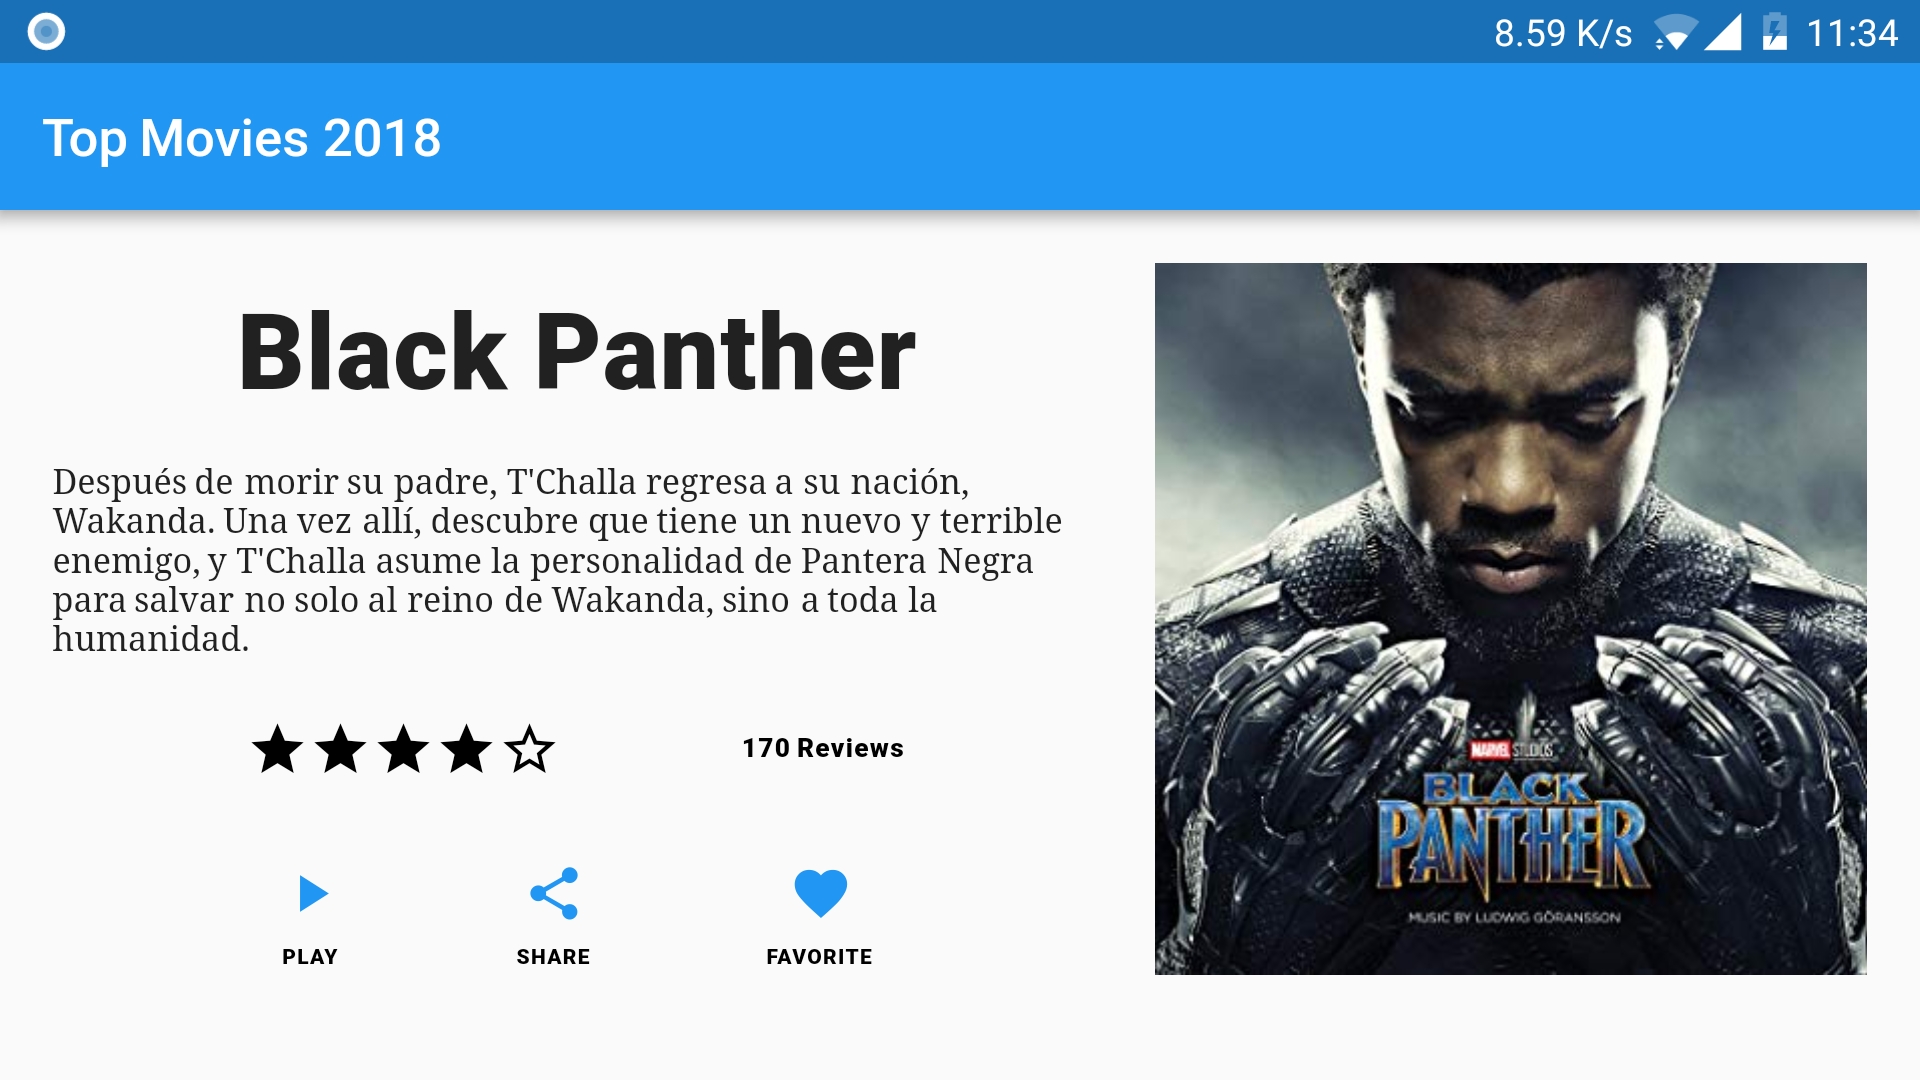 8.59 K/s 11:34
Top Movies 2018
Black Panther
Después de morir su padre, T'Challa regresa a su nación,
Wakanda. Una vez allí, descubre que tiene un nuevo y terrible
enemigo, y T'Challa asume la personalidad de Pantera Negra
para salvar no solo al reino de Wakanda, sino a toda la
humanidad.
170 Reviews
PLAY SHARE FAVORITE
MARVEL STUDIOS
BLACK
PANTHER
MUSIC BY LUDWIG GÖRANSSON